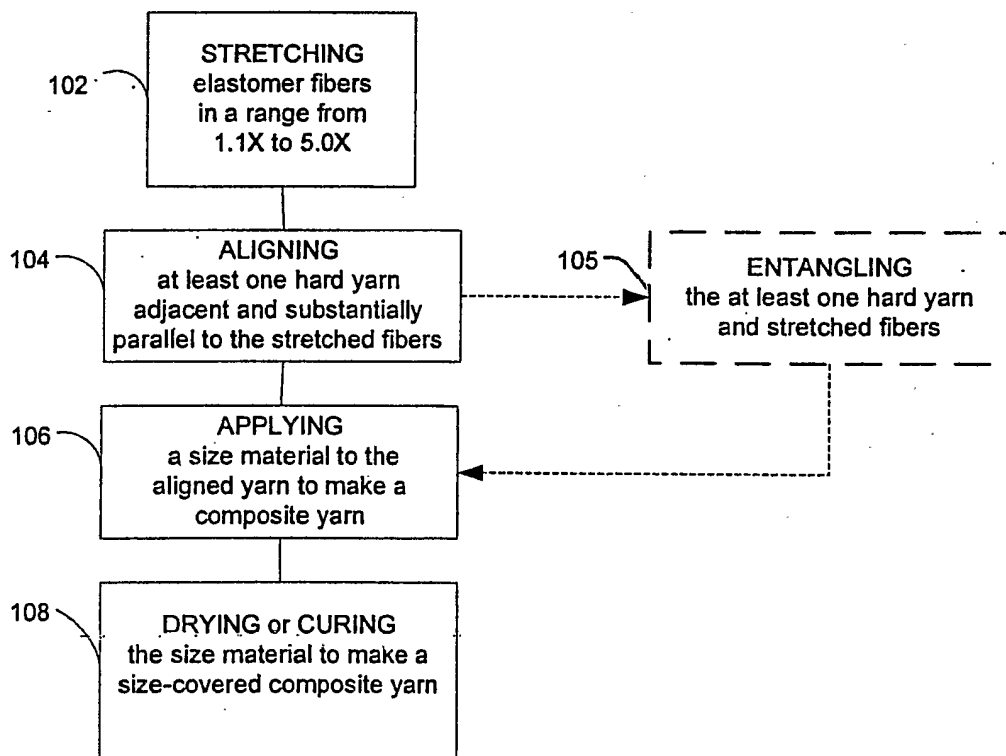 102
STRETCHING
elastomer fibers
in a range from
1.1X to 5.0X
104
ALIGNING
at least one hard yarn
adjacent and substantially
parallel to the stretched fibers
105
ENTANGLING
the at least one hard yarn
and stretched fibers
106
APPLYING
a size material to the
aligned yarn to make a
composite yarn
108
DRYING or CURING
the size material to make a
size-covered composite yarn